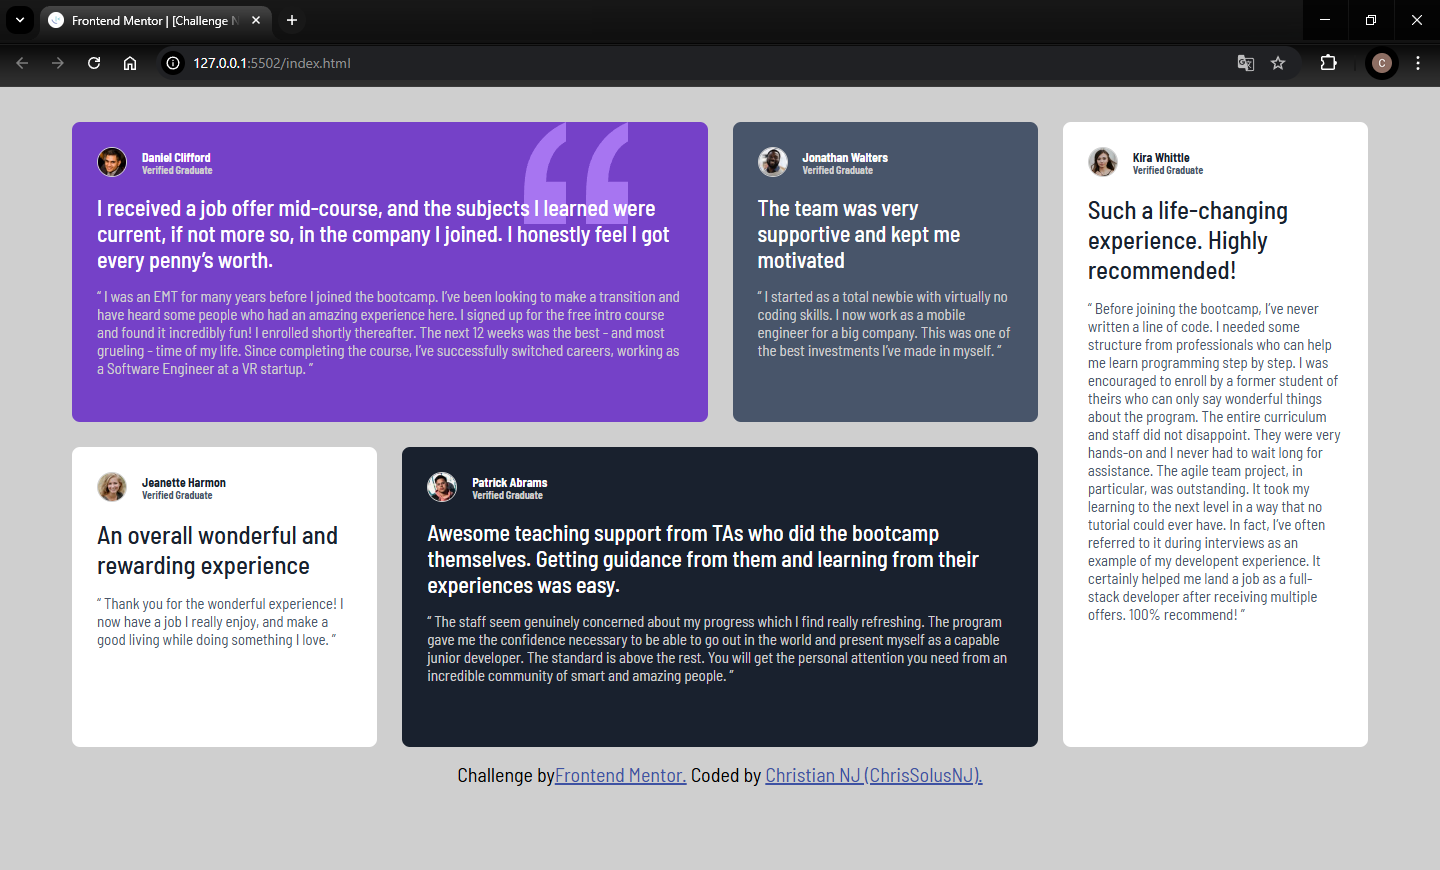 Frontend Mentor | [Challenge N
127.0.0.1:5502/index.html
C
Daniel Clifford
Verified Graduate
I received a job offer mid-course, and the subjects I learned were
current, if not more so, in the company I joined. I honestly feel I got
every penny’s worth.
“ I was an EMT for many years before I joined the bootcamp. I’ve been looking to make a transition and
have heard some people who had an amazing experience here. I signed up for the free intro course
and found it incredibly fun! I enrolled shortly thereafter. The next 12 weeks was the best - and most
grueling - time of my life. Since completing the course, I’ve successfully switched careers, working as
a Software Engineer at a VR startup. ”
Jonathan Walters
Verified Graduate
The team was very
supportive and kept me
motivated
“ I started as a total newbie with virtually no
coding skills. I now work as a mobile
engineer for a big company. This was one of
the best investments I’ve made in myself. ”
Kira Whittle
Verified Graduate
Such a life-changing
experience. Highly
recommended!
“ Before joining the bootcamp, I’ve never
written a line of code. I needed some
structure from professionals who can help
me learn programming step by step. I was
encouraged to enroll by a former student of
theirs who can only say wonderful things
about the program. The entire curriculum
and staff did not disappoint. They were very
hands-on and I never had to wait long for
assistance. The agile team project, in
particular, was outstanding. It took my
learning to the next level in a way that no
tutorial could ever have. In fact, I’ve often
referred to it during interviews as an
example of my developent experience. It
certainly helped me land a job as a full-
stack developer after receiving multiple
offers. 100% recommend! ”
Jeanette Harmon
Verified Graduate
An overall wonderful and
rewarding experience
“ Thank you for the wonderful experience! I
now have a job I really enjoy, and make a
good living while doing something I love. ”
Patrick Abrams
Verified Graduate
Awesome teaching support from TAs who did the bootcamp
themselves. Getting guidance from them and learning from their
experiences was easy.
“ The staff seem genuinely concerned about my progress which I find really refreshing. The program
gave me the confidence necessary to be able to go out in the world and present myself as a capable
junior developer. The standard is above the rest. You will get the personal attention you need from an
incredible community of smart and amazing people. ”
Challenge byFrontend Mentor. Coded by Christian NJ (ChrisSolusNJ).